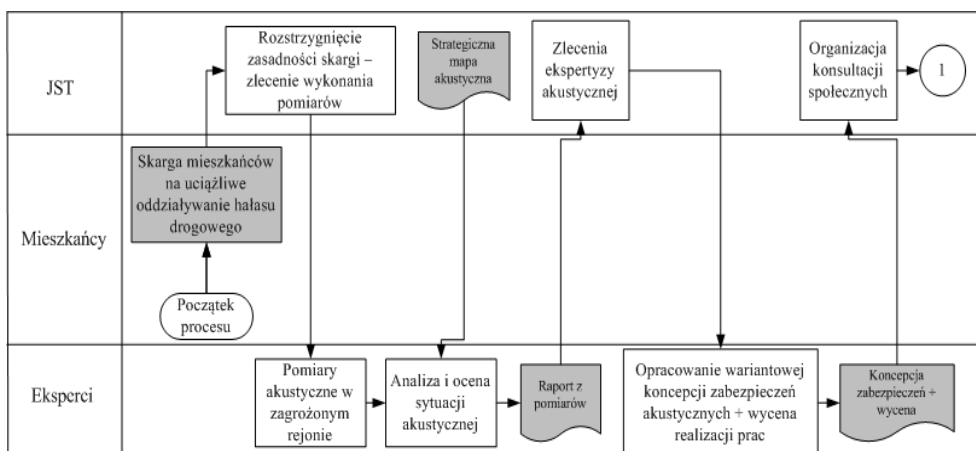 JST
Rozstrzygnięcie
zasadności skargi –
zlecenie wykonania
pomiarów
Strategiczna
mapa
akustyczna
Zlecenia
ekspertyzy
akustycznej
Organizacja
konsultacji
społecznych
1
Mieszkańcy
Skarga mieszkańców
na uciążliwe
oddziaływanie hałasu
drogowego
Początek
procesu
Eksperci
Pomiary
akustyczne w
zagrożonym
rejonie
Analiza i ocena
sytuacji
akustycznej
Raport z
pomiarów
Opracowanie wariantowej
koncepcji zabezpieczeń
akustycznych + wycena
realizacji prac
Koncepcja
zabezpieczeń +
wycena